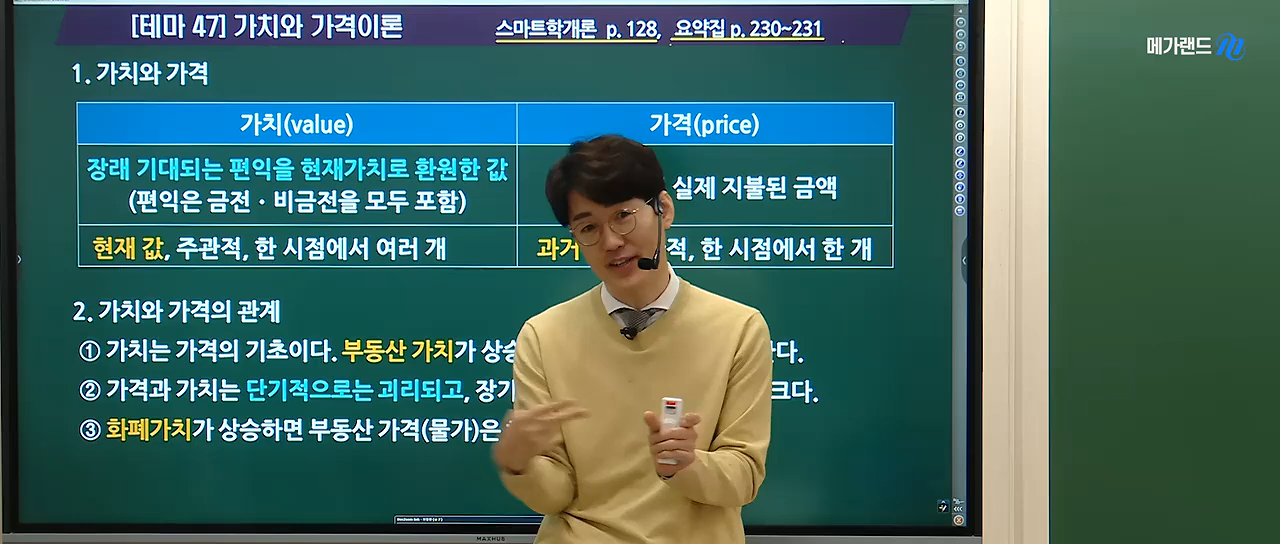 [테마 47] 가치와 가격이론
스마트학개론 p. 128, 요약집 p. 230~231
메가랜드
1. 가치와 가격
가치(value)
가격(price)
장래 기대되는 편익을 현재가치로 환원한 값
(편익은 금전·비금전을 모두 포함)
실제 지불된 금액
현재 값, 주관적, 한 시점에서 여러 개
과거 적, 한 시점에서 한 개
2. 가치와 가격의 관계
① 가치는 가격의 기초이다. 부동산 가치가 상승 다.
② 가격과 가치는 단기적으로는 괴리되고, 장기 크다.
③ 화폐가치가 상승하면 부동산 가격(물가)은
MAXHUB